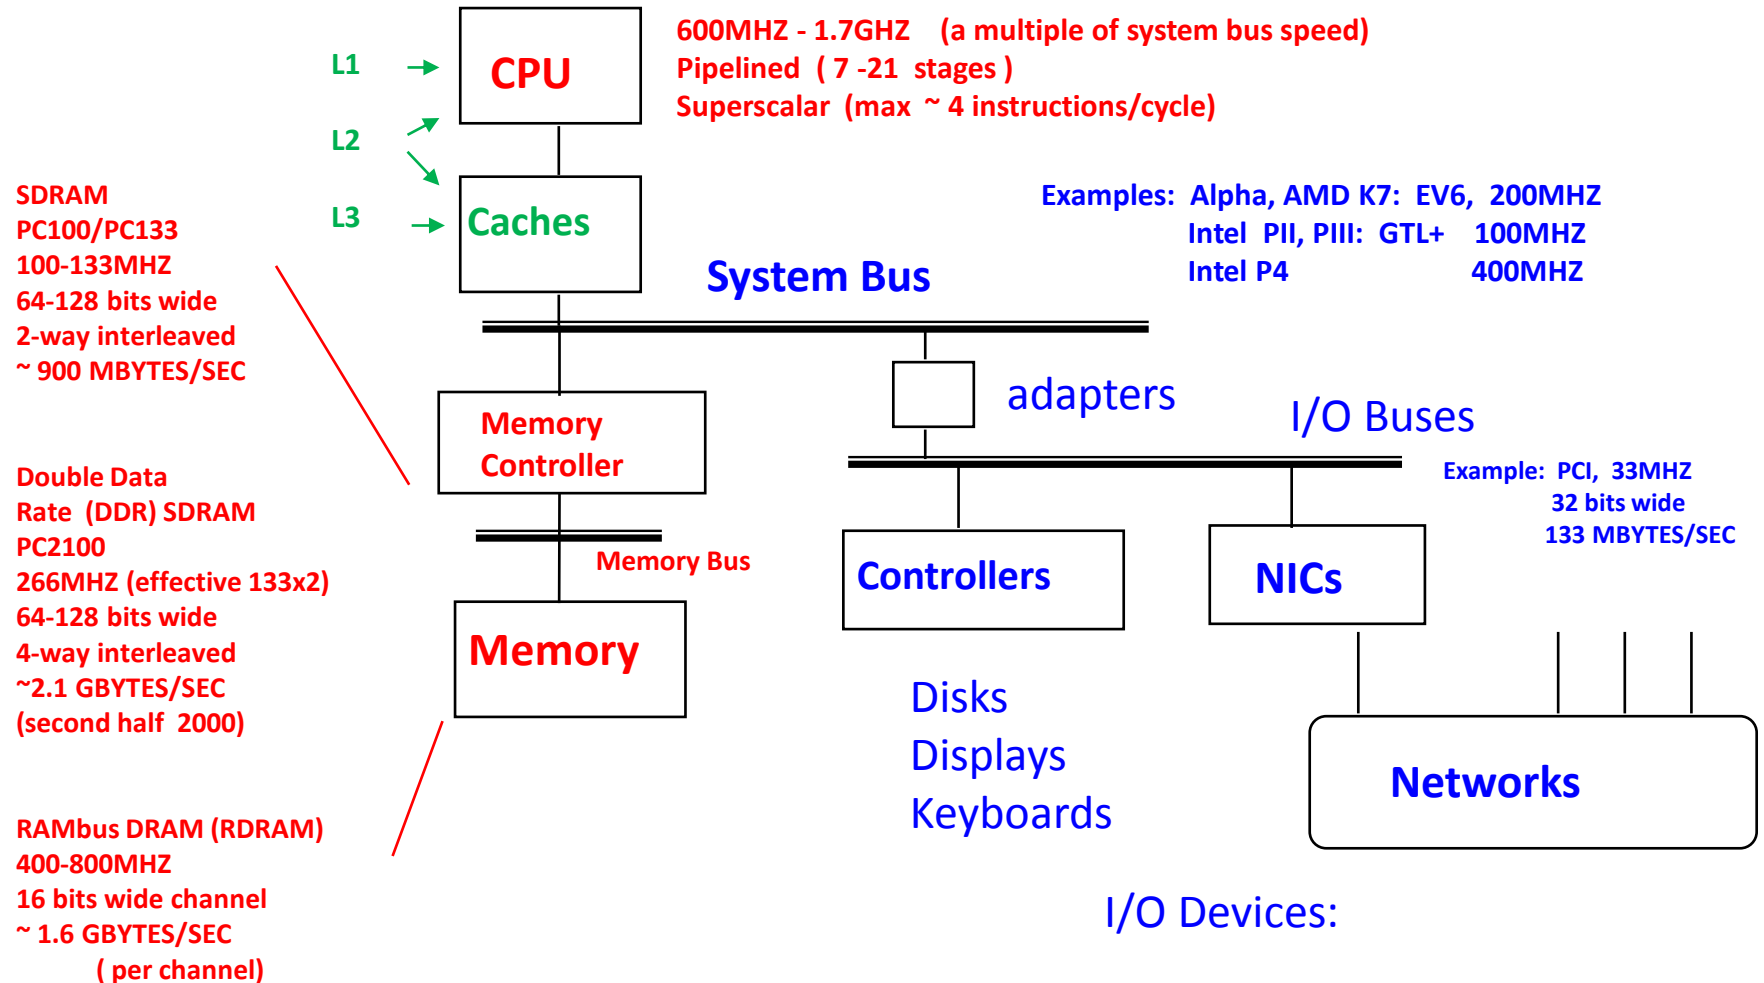 600MHZ - 1.7GHZ (a multiple of system bus speed)
Pipelined ( 7 -21 stages )
Superscalar (max ~ 4 instructions/cycle)
L1
CPU
L2
L3
Caches
SDRAM
PC100/PC133
100-133MHZ
64-128 bits wide
2-way interleaved
~ 900 MBYTES/SEC
Examples: Alpha, AMD K7: EV6, 200MHZ
Intel PII, PIII: GTL+ 100MHZ
Intel P4 400MHZ
System Bus
adapters
I/O Buses
Memory
Controller
Example: PCI, 33MHZ
32 bits wide
133 MBYTES/SEC
Double Data
Rate (DDR) SDRAM
PC2100
266MHZ (effective 133x2)
64-128 bits wide
4-way interleaved
~2.1 GBYTES/SEC
(second half 2000)
Memory Bus
Controllers
NICs
Memory
Disks
Displays
Keyboards
Networks
RAMbus DRAM (RDRAM)
400-800MHZ
16 bits wide channel
~ 1.6 GBYTES/SEC
( per channel)
I/O Devices: